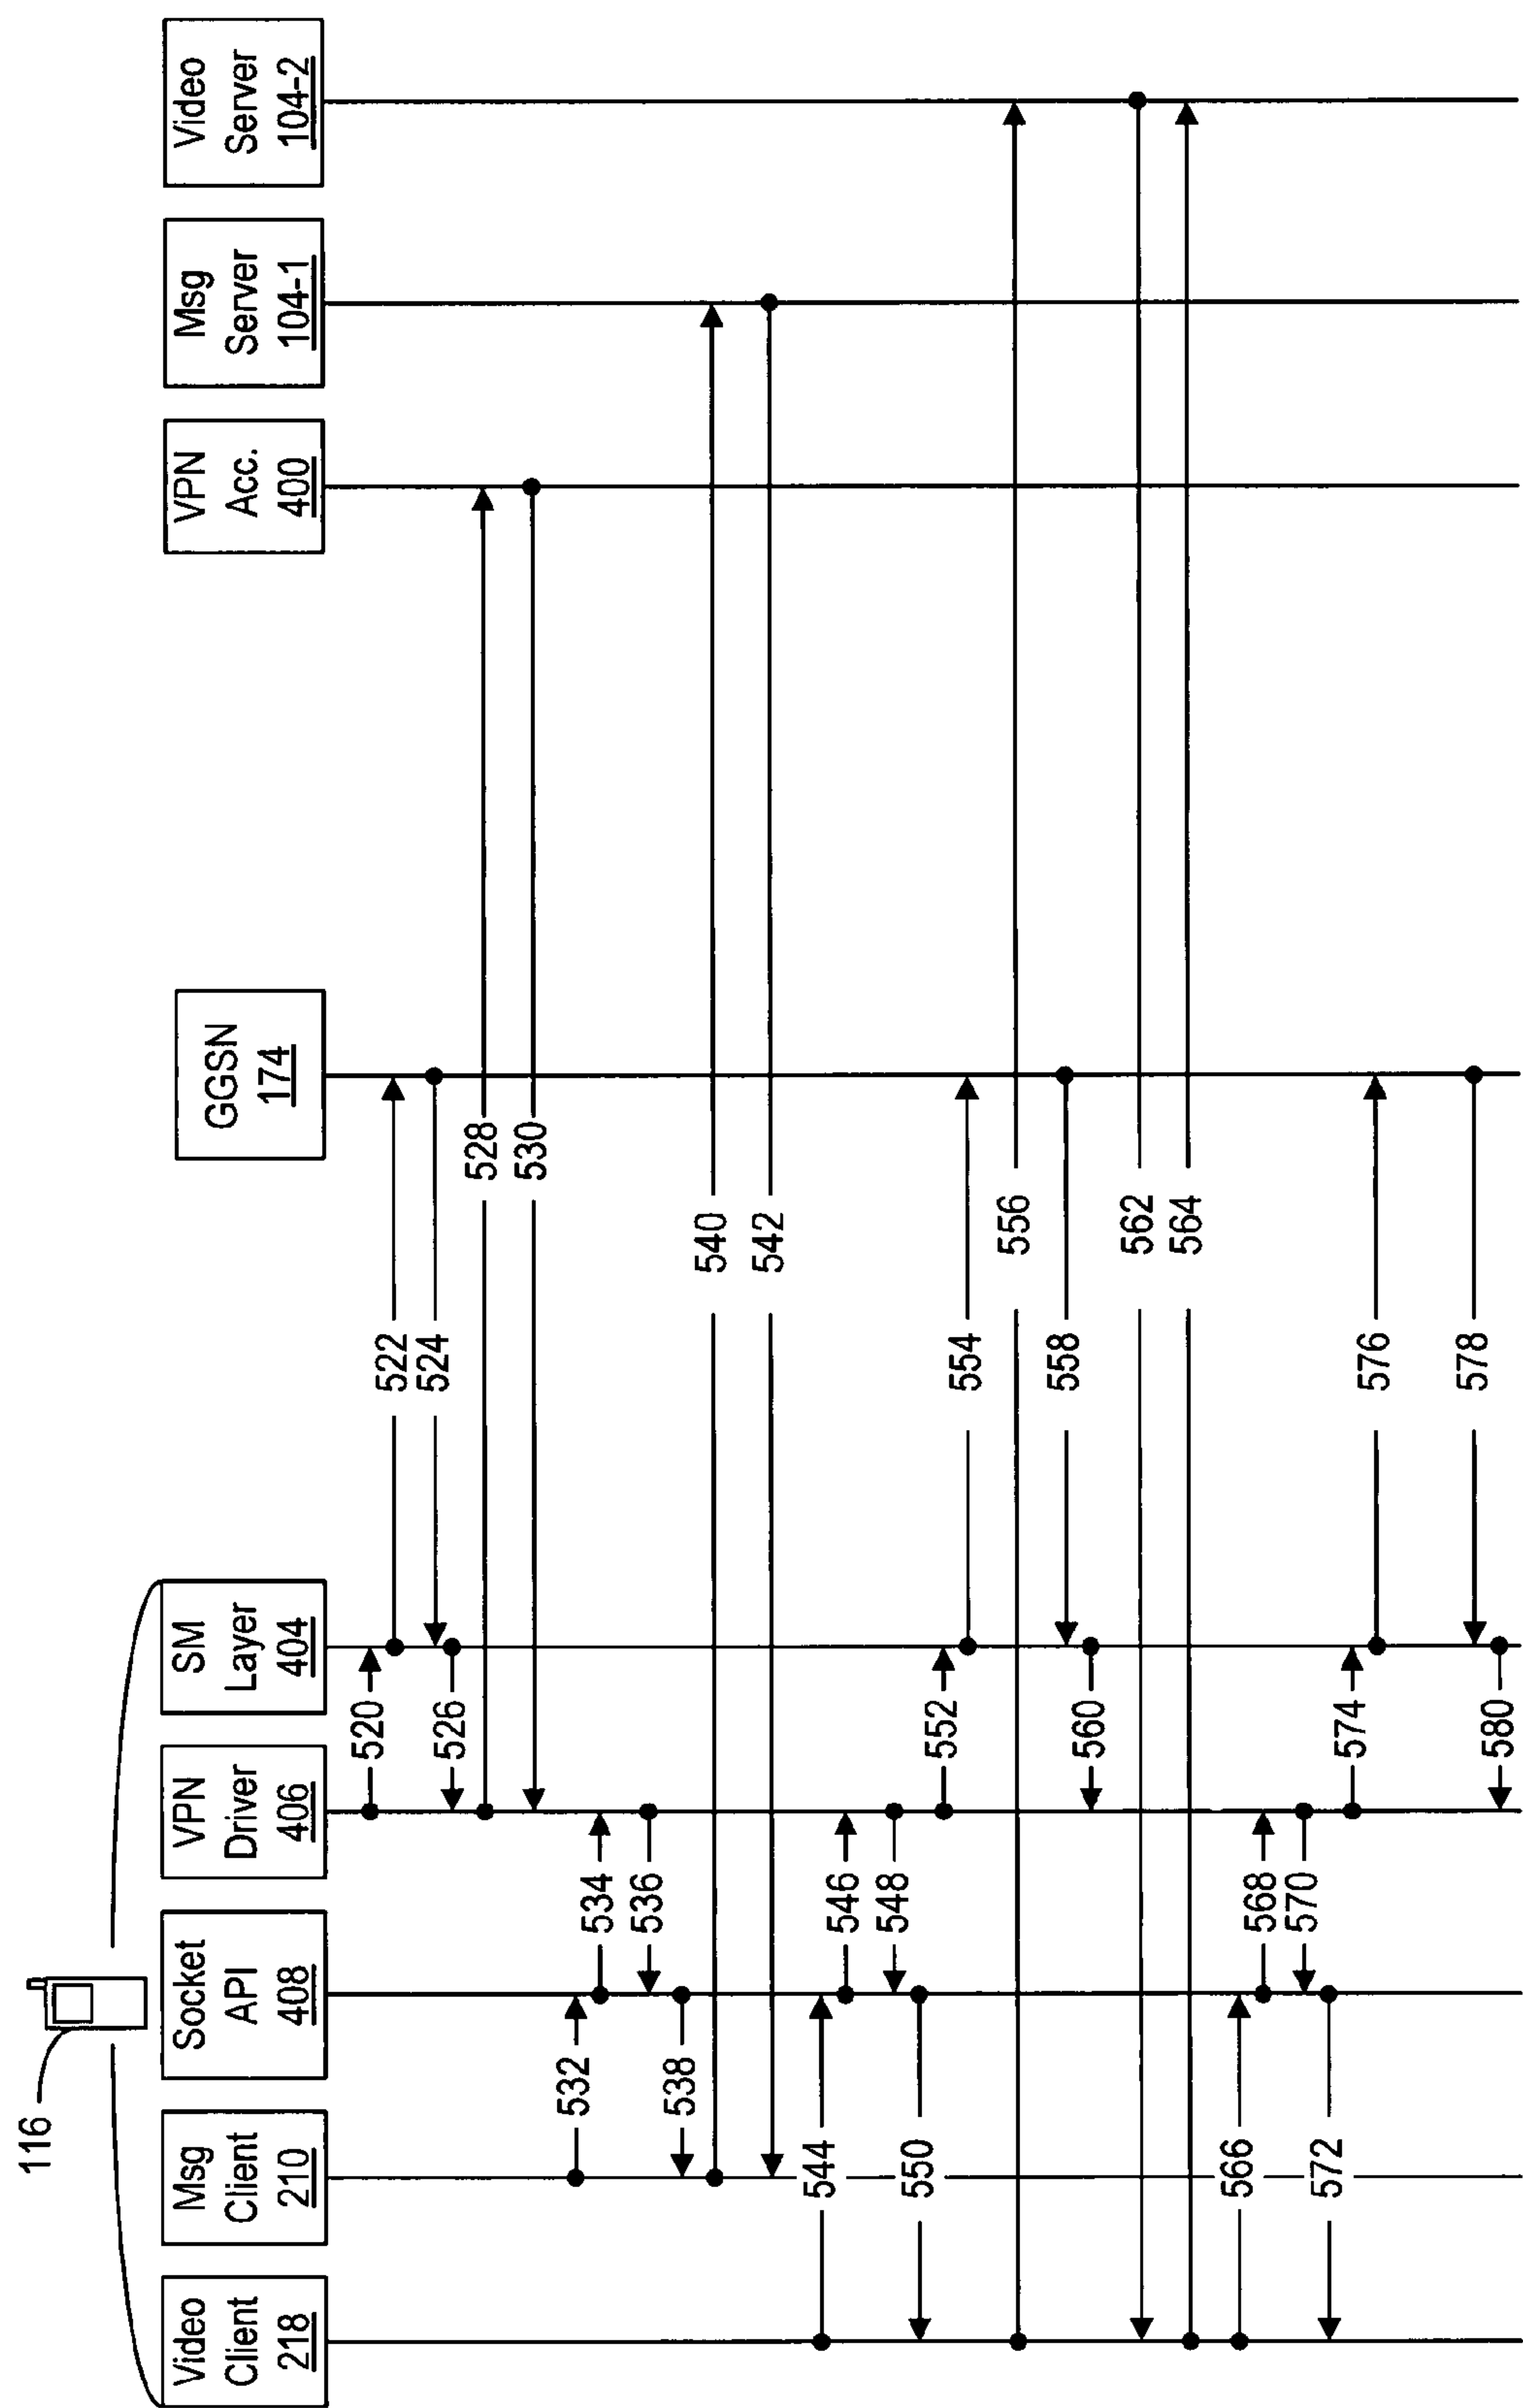 116
Video
Client
218
Msg
Client
210
Socket
API
408
VPN
Driver
406
SM
Layer
404
GGSN
174
VPN
Acc.
400
Msg
Server
104-1
Video
Server
104-2
520
522
524
526
528
530
532
534
536
538
540
542
544
546
548
550
552
554
556
558
560
562
564
566
568
570
572
574
576
578
580